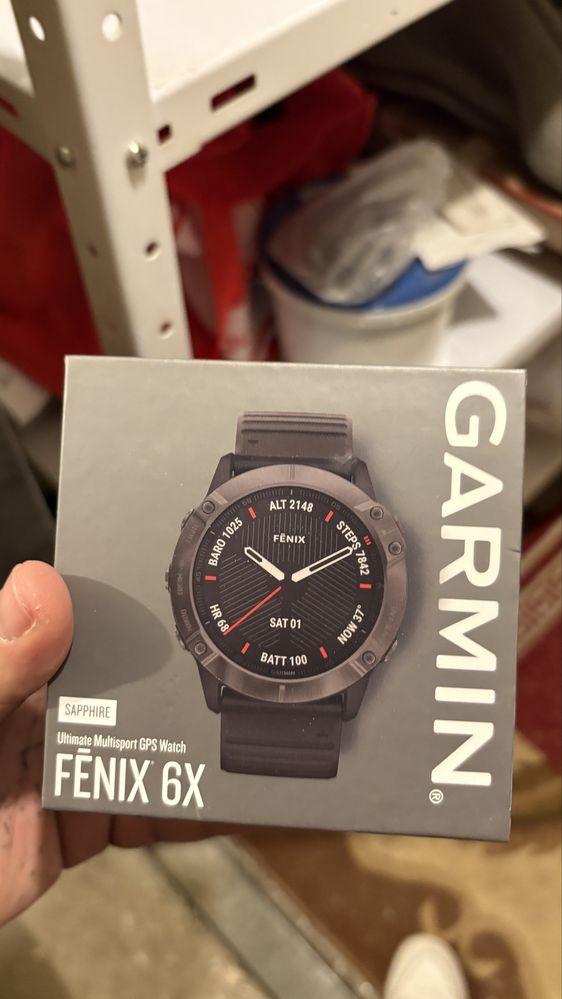 GARMIN®
ALT 2148
BARO 1025
STEPS 7842
FĒNIX
HR 68
SAT 01
NOW 37°
BATT 100
SAPPHIRE
Ultimate Multisport GPS Watch
FĒNIX® 6X